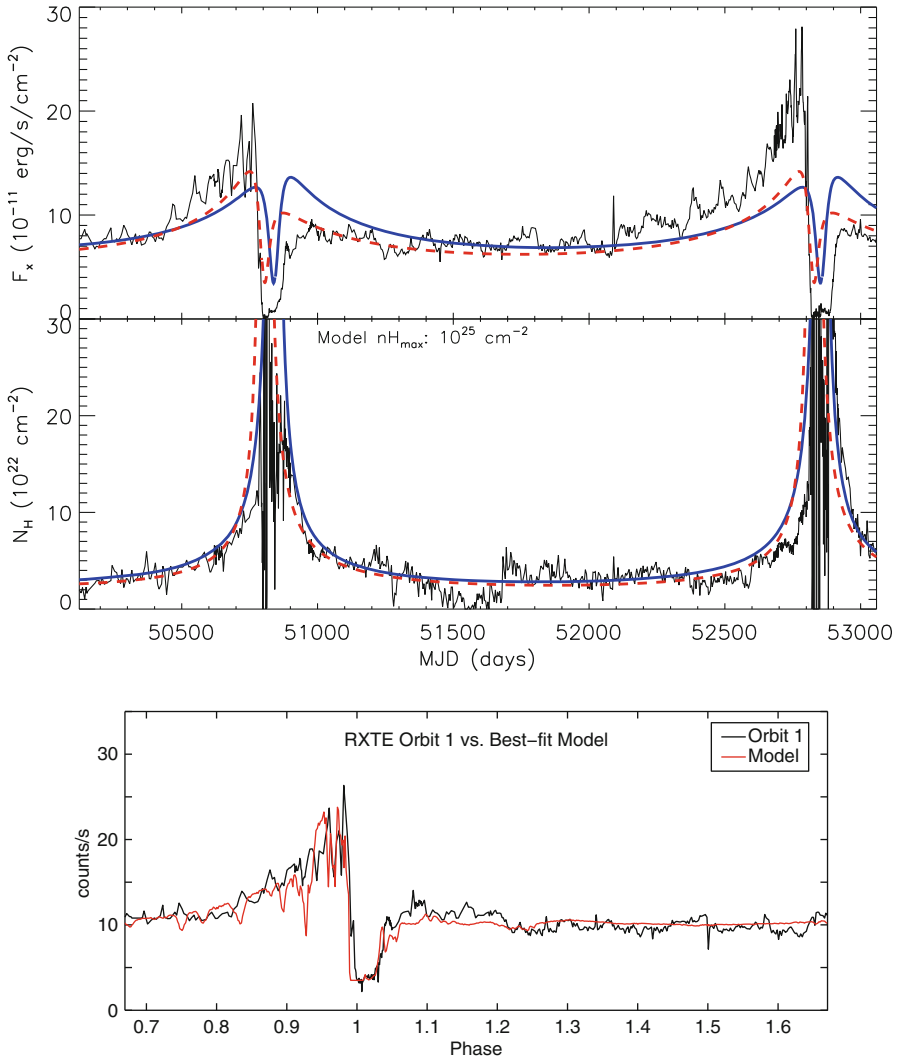 30
20
10
0
F_x (10^-11 erg/s/cm^-2)
30
20
10
0
N_H (10^22 cm^-2)
Model nH_max: 10^25 cm^-2
50500 51000 51500 52000 52500 53000
MJD (days)
RXTE Orbit 1 vs. Best-fit Model
Orbit 1
Model
30
20
10
0
counts/s
0.7 0.8 0.9 1 1.1 1.2 1.3 1.4 1.5 1.6
Phase